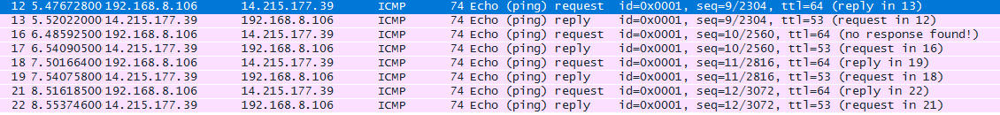 12 5.47672800 192.168.8.106 14.215.177.39 ICMP 74 Echo (ping) request id=0x0001, seq=9/2304, ttl=64 (reply in 13)
13 5.52022000 14.215.177.39 192.168.8.106 ICMP 74 Echo (ping) reply id=0x0001, seq=9/2304, ttl=53 (request in 12)
16 6.48592500 192.168.8.106 14.215.177.39 ICMP 74 Echo (ping) request id=0x0001, seq=10/2560, ttl=64 (no response found!)
17 6.54090500 14.215.177.39 192.168.8.106 ICMP 74 Echo (ping) reply id=0x0001, seq=10/2560, ttl=53 (request in 16)
18 7.50166400 192.168.8.106 14.215.177.39 ICMP 74 Echo (ping) request id=0x0001, seq=11/2816, ttl=64 (reply in 19)
19 7.54075800 14.215.177.39 192.168.8.106 ICMP 74 Echo (ping) reply id=0x0001, seq=11/2816, ttl=53 (request in 18)
21 8.51618500 192.168.8.106 14.215.177.39 ICMP 74 Echo (ping) request id=0x0001, seq=12/3072, ttl=64 (reply in 22)
22 8.55374600 14.215.177.39 192.168.8.106 ICMP 74 Echo (ping) reply id=0x0001, seq=12/3072, ttl=53 (request in 21)